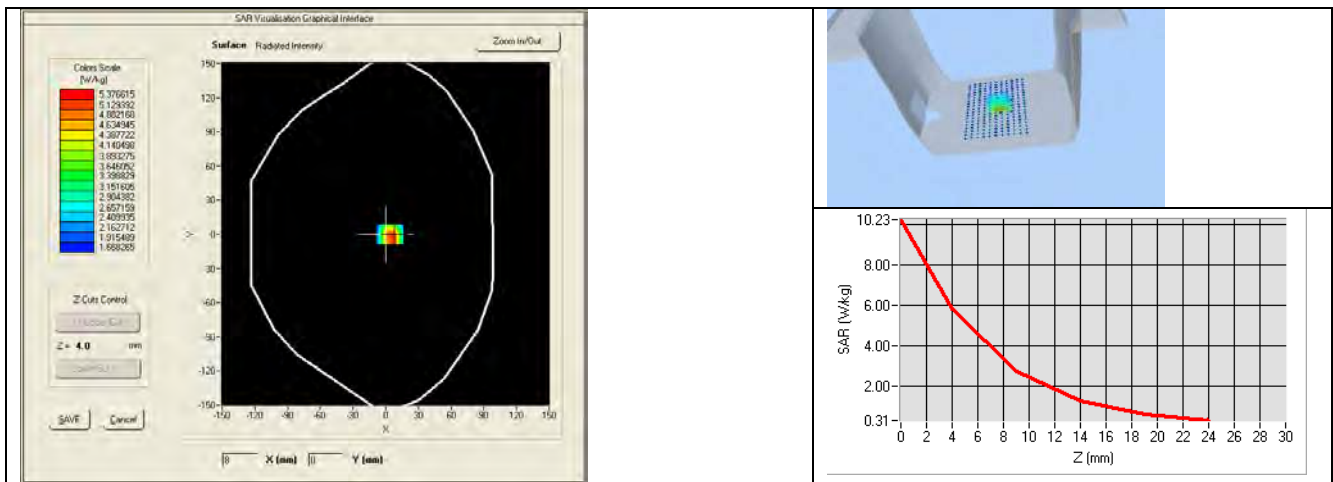 SAR Visualisation Graphical Interface
Surface Radiated Intensity
Zoom In/Out
Colors Scale
(W/kg)
5.376615
5.129392
4.882168
4.634945
4.387722
4.140498
3.893275
3.646052
3.398829
3.151605
2.904382
2.657159
2.409935
2.162712
1.915489
1.668265
150
120
90
60
30
0
-30
-60
-90
-120
-150
Y
-150 -120 -90 -60 -30 0 30 60 90 120 150
X
Z Cuts Control
Z = 4.0 mm
SAVE Cancel
8 X (mm) 0 Y (mm)
10.23
8.00
6.00
4.00
2.00
0.31
SAR (W/kg)
0 2 4 6 8 10 12 14 16 18 20 22 24 26 28 30
Z (mm)